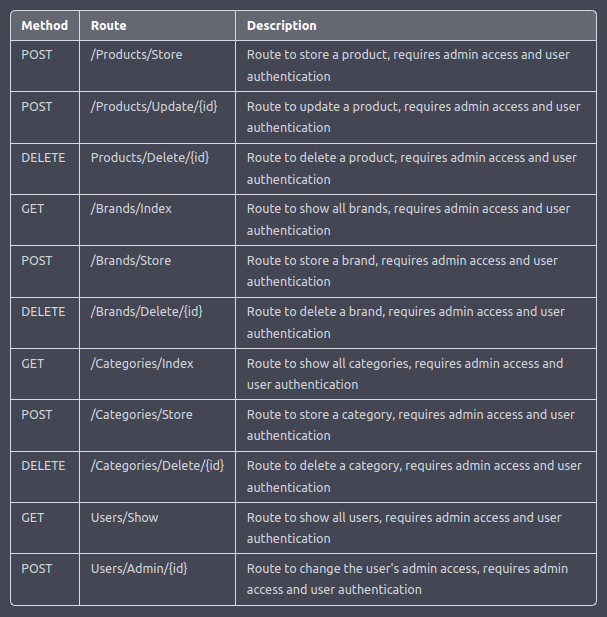 Method Route Description
POST /Products/Store Route to store a product, requires admin access and user
authentication
POST /Products/Update/{id} Route to update a product, requires admin access and user
authentication
DELETE Products/Delete/{id} Route to delete a product, requires admin access and user
authentication
GET /Brands/Index Route to show all brands, requires admin access and user
authentication
POST /Brands/Store Route to store a brand, requires admin access and user
authentication
DELETE /Brands/Delete/{id} Route to delete a brand, requires admin access and user
authentication
GET /Categories/Index Route to show all categories, requires admin access and
user authentication
POST /Categories/Store Route to store a category, requires admin access and user
authentication
DELETE /Categories/Delete/{id} Route to delete a category, requires admin access and user
authentication
GET Users/Show Route to show all users, requires admin access and user
authentication
POST Users/Admin/{id} Route to change the user's admin access, requires admin
access and user authentication